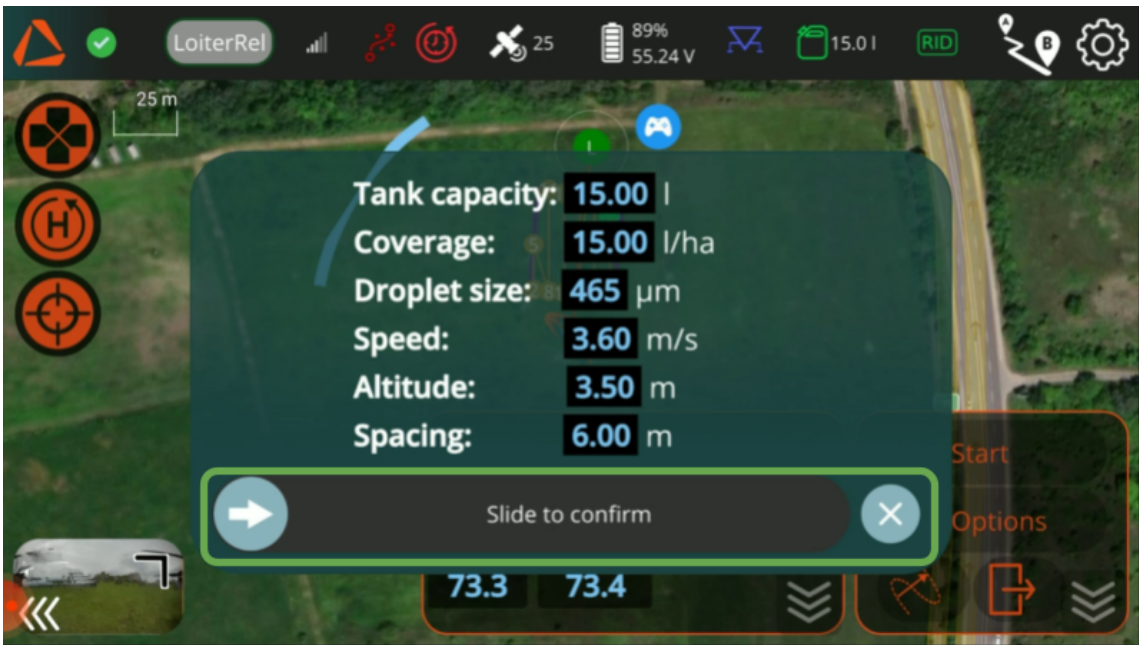 LoiterRel
25
89%
55.24 V
15.0 l
RID
A
B
25 m
H
L
Tank capacity: 15.00 l
Coverage: 15.00 l/ha
S
Droplet size: 465 µm
Speed: 3.60 m/s
Altitude: 3.50 m
Spacing: 6.00 m
Start
Slide to confirm
Options
73.3 73.4